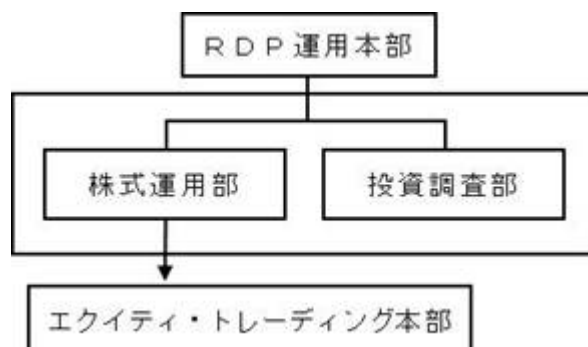 ＲＤＰ運用本部
株式運用部
投資調査部
エクイティ・トレーディング本部